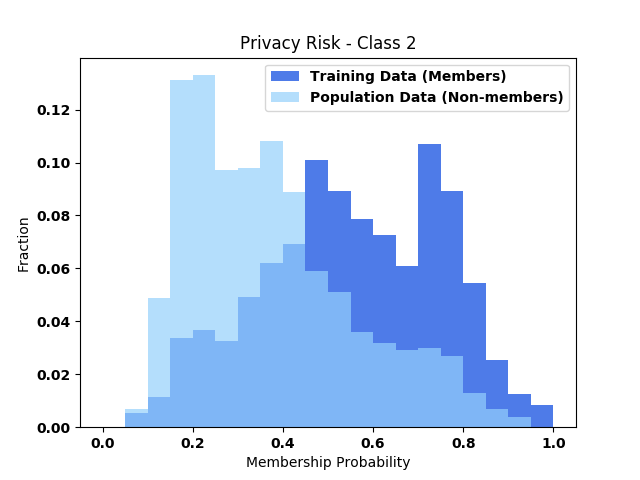 Privacy Risk - Class 2
Training Data (Members)
Population Data (Non-members)
Fraction
0.12
0.10
0.08
0.06
0.04
0.02
0.00
0.0 0.2 0.4 0.6 0.8 1.0
Membership Probability